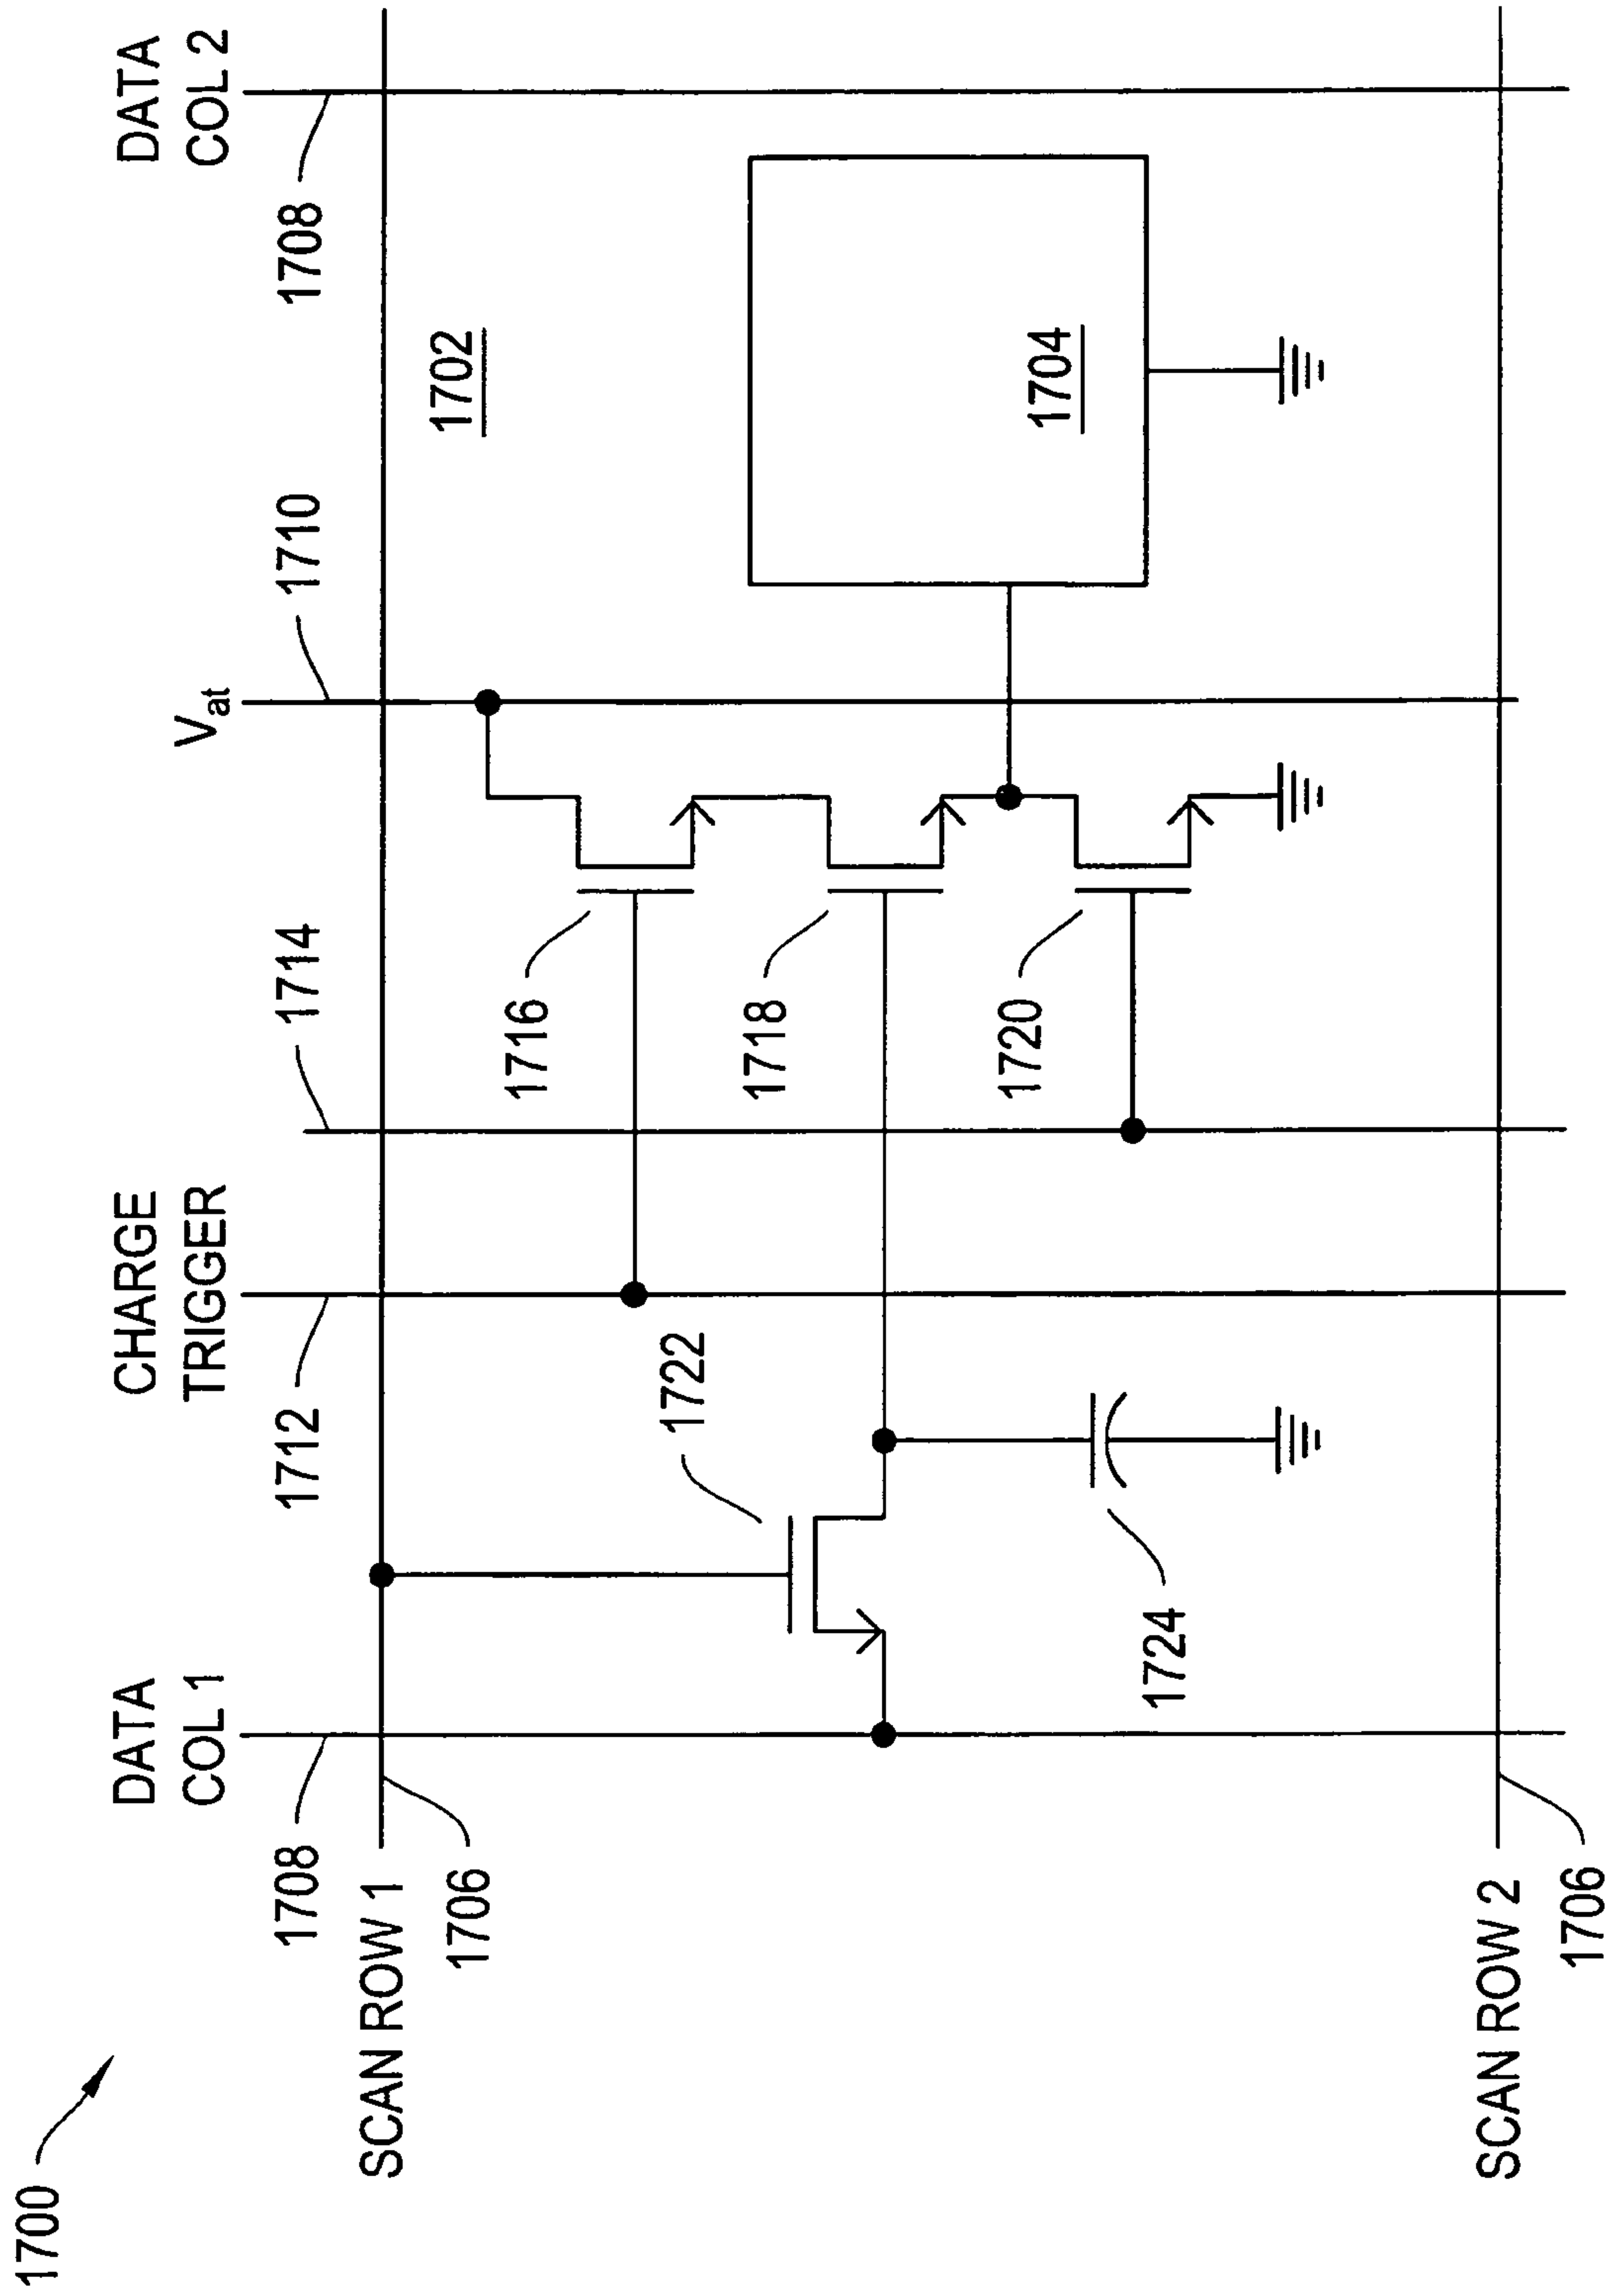 1700
DATA
COL 1
CHARGE
TRIGGER
Vat
DATA
COL 2
1708
1712
1714
1710
1708
SCAN ROW 1
1706
1702
1716
1722
1718
1720
1704
1724
SCAN ROW 2
1706